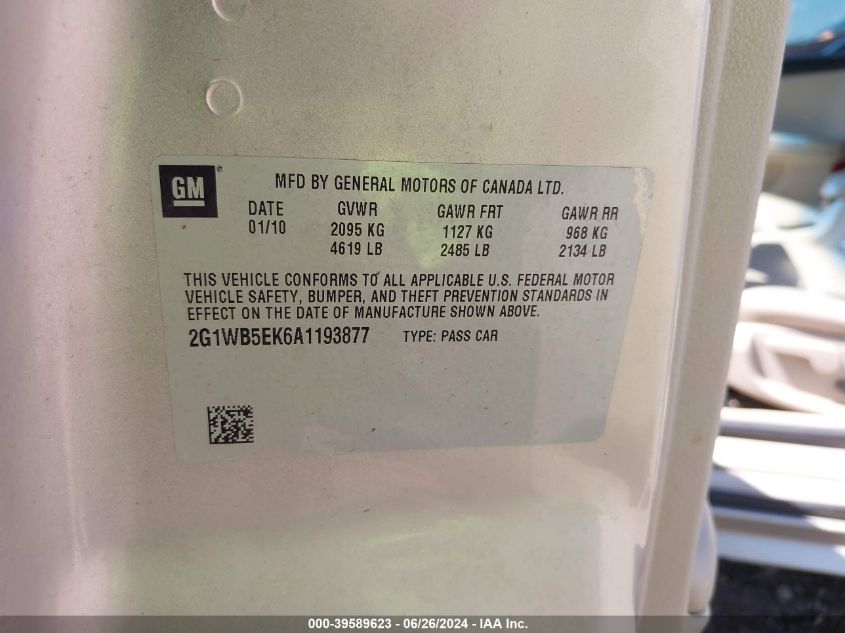 GM®
MFD BY GENERAL MOTORS OF CANADA LTD.
DATE GVWR GAWR FRT GAWR RR
01/10 2095 KG 1127 KG 968 KG
4619 LB 2485 LB 2134 LB
THIS VEHICLE CONFORMS TO ALL APPLICABLE U.S. FEDERAL MOTOR
VEHICLE SAFETY, BUMPER, AND THEFT PREVENTION STANDARDS IN
EFFECT ON THE DATE OF MANUFACTURE SHOWN ABOVE.
2G1WB5EK6A1193877 TYPE: PASS CAR
000-39589623 - 06/26/2024 - IAA Inc.